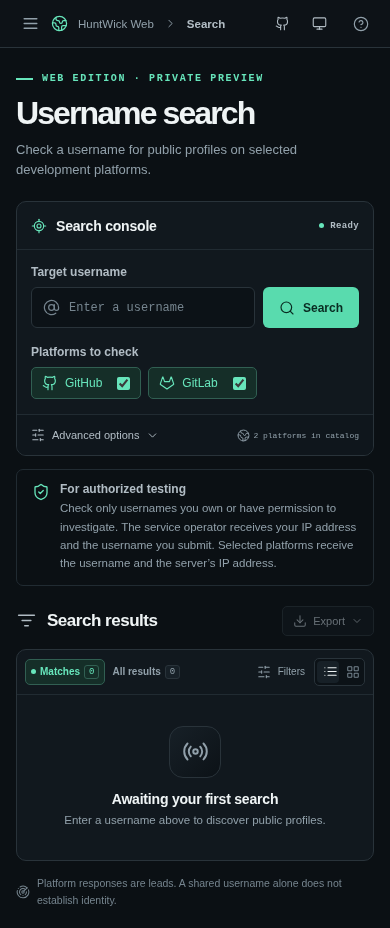 HuntWick Web > Search
WEB EDITION · PRIVATE PREVIEW
Username search
Check a username for public profiles on selected
development platforms.
Search console
Ready
Target username
Enter a username
Search
Platforms to check
GitHub
GitLab
Advanced options
2 platforms in catalog
For authorized testing
Check only usernames you own or have permission to
investigate. The service operator receives your IP address
and the username you submit. Selected platforms receive
the username and the server’s IP address.
Search results
Export
Matches 0
All results 0
Filters
Awaiting your first search
Enter a username above to discover public profiles.
Platform responses are leads. A shared username alone does not
establish identity.